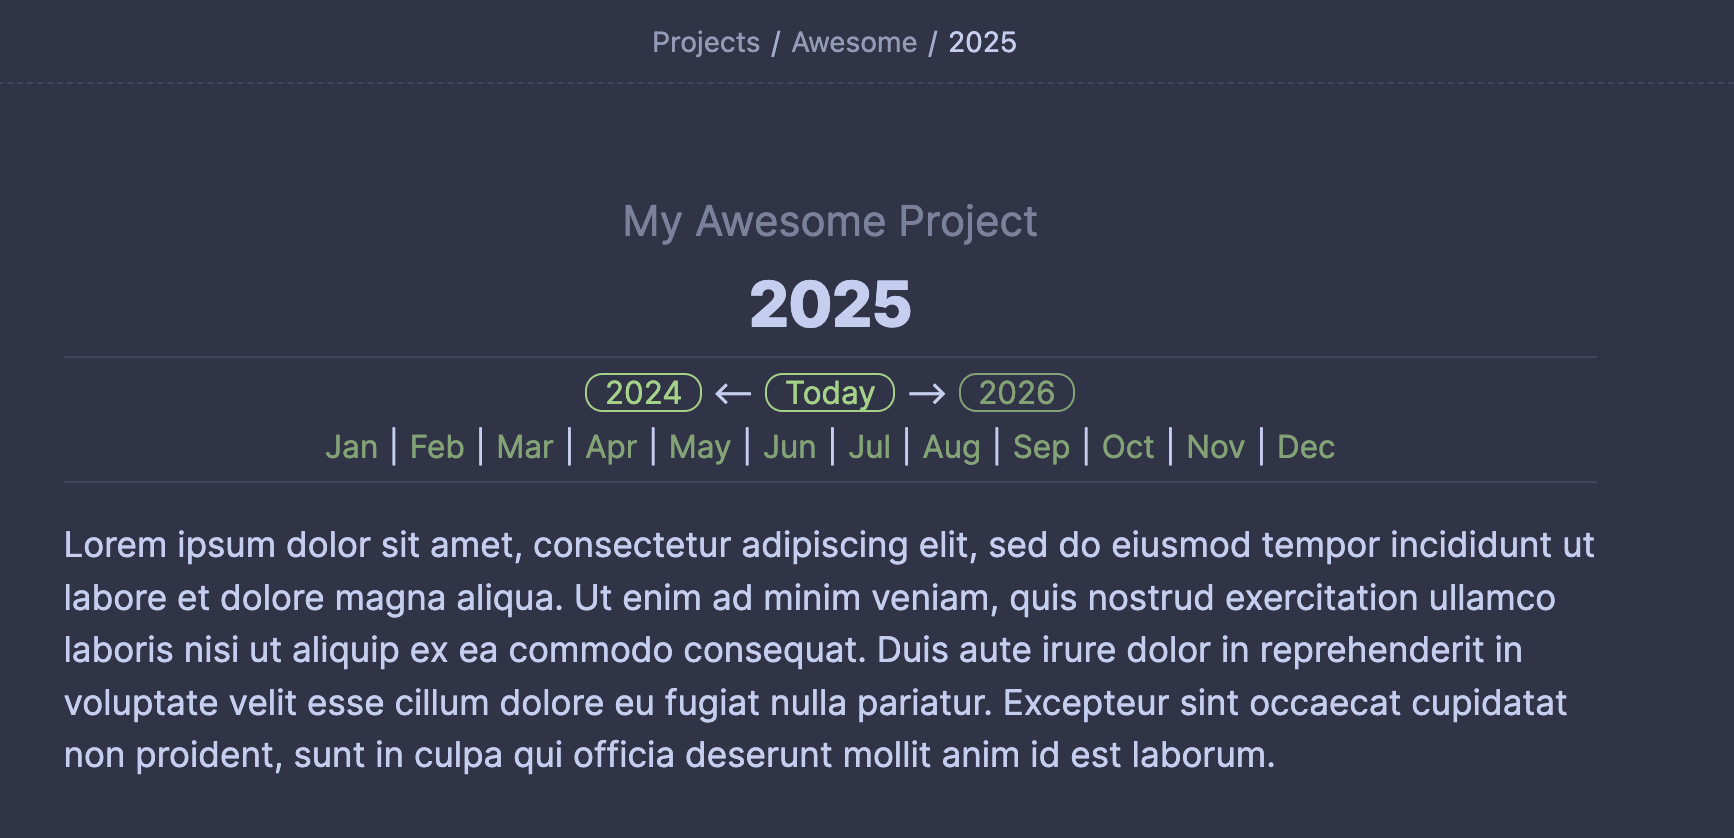 Projects / Awesome / 2025
My Awesome Project
2025
2024 ← Today → 2026
Jan | Feb | Mar | Apr | May | Jun | Jul | Aug | Sep | Oct | Nov | Dec
Lorem ipsum dolor sit amet, consectetur adipiscing elit, sed do eiusmod tempor incididunt ut
labore et dolore magna aliqua. Ut enim ad minim veniam, quis nostrud exercitation ullamco
laboris nisi ut aliquip ex ea commodo consequat. Duis aute irure dolor in reprehenderit in
voluptate velit esse cillum dolore eu fugiat nulla pariatur. Excepteur sint occaecat cupidatat
non proident, sunt in culpa qui officia deserunt mollit anim id est laborum.